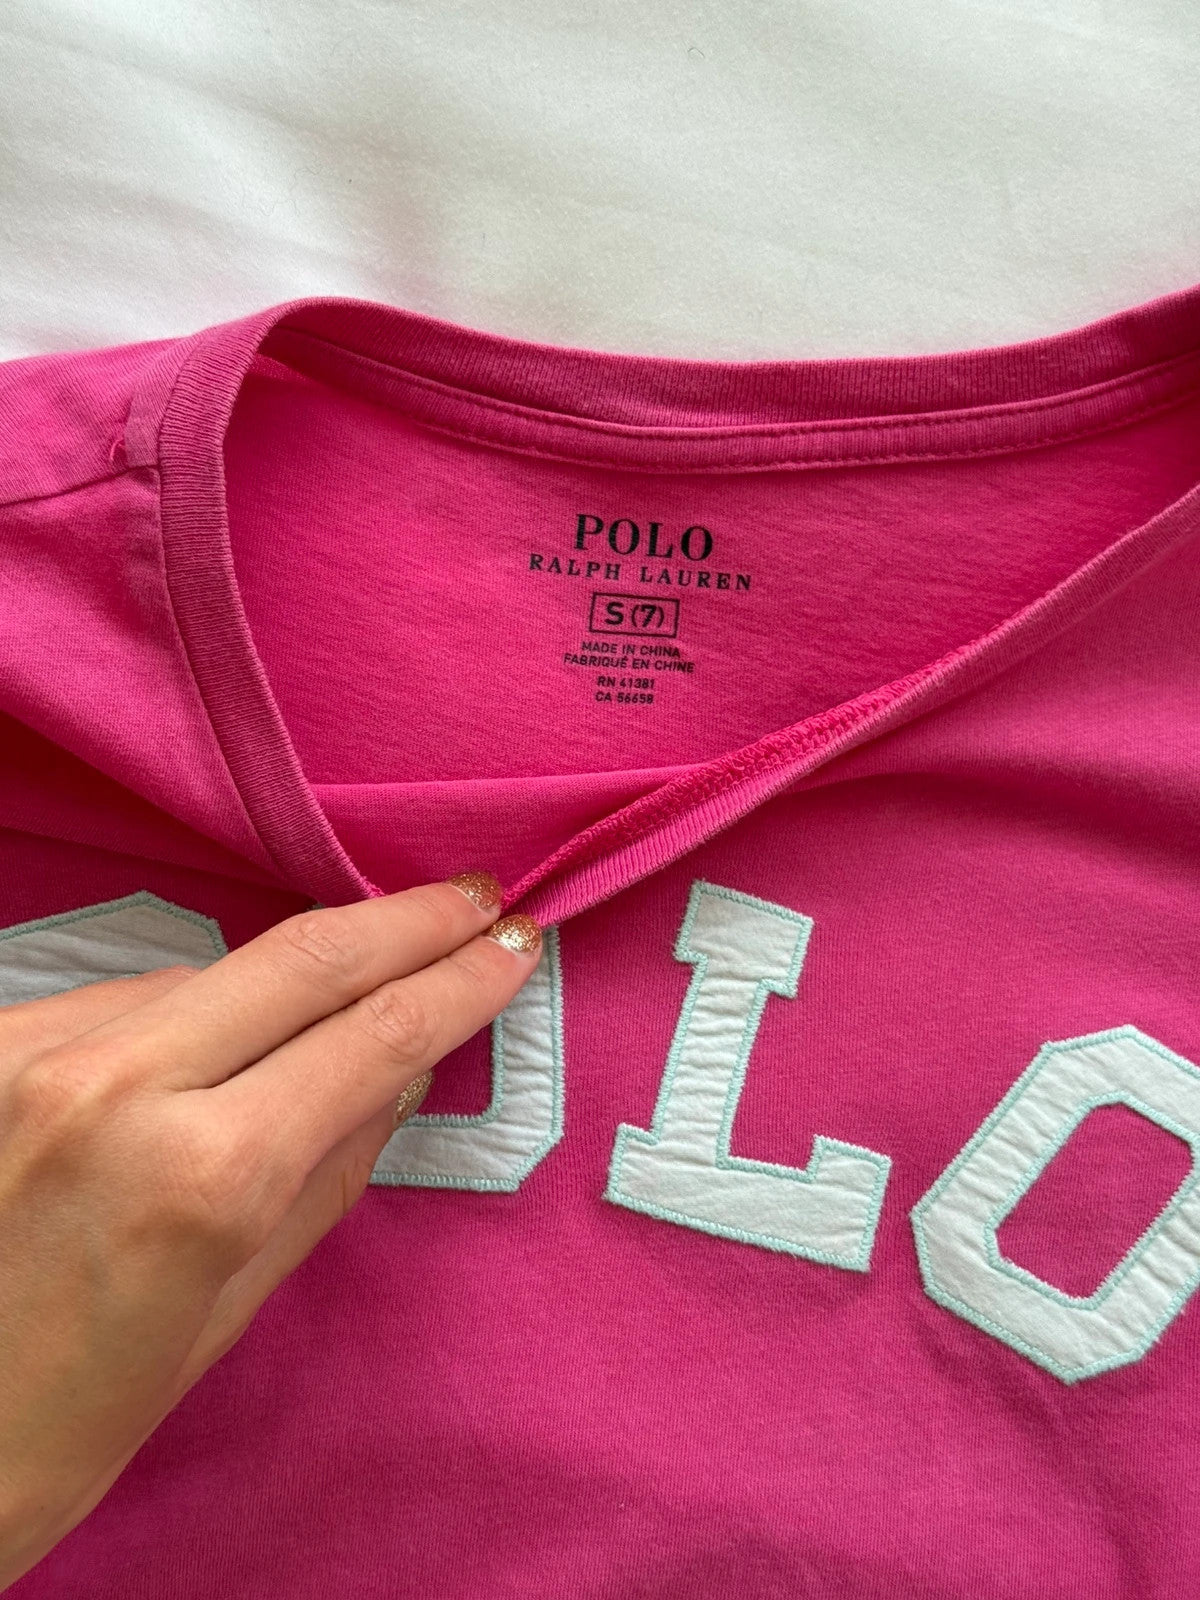 POLO
RALPH LAUREN
S (7)
MADE IN CHINA
FABRIQUÉ EN CHINE
RN 41381
CA 56658
OLO